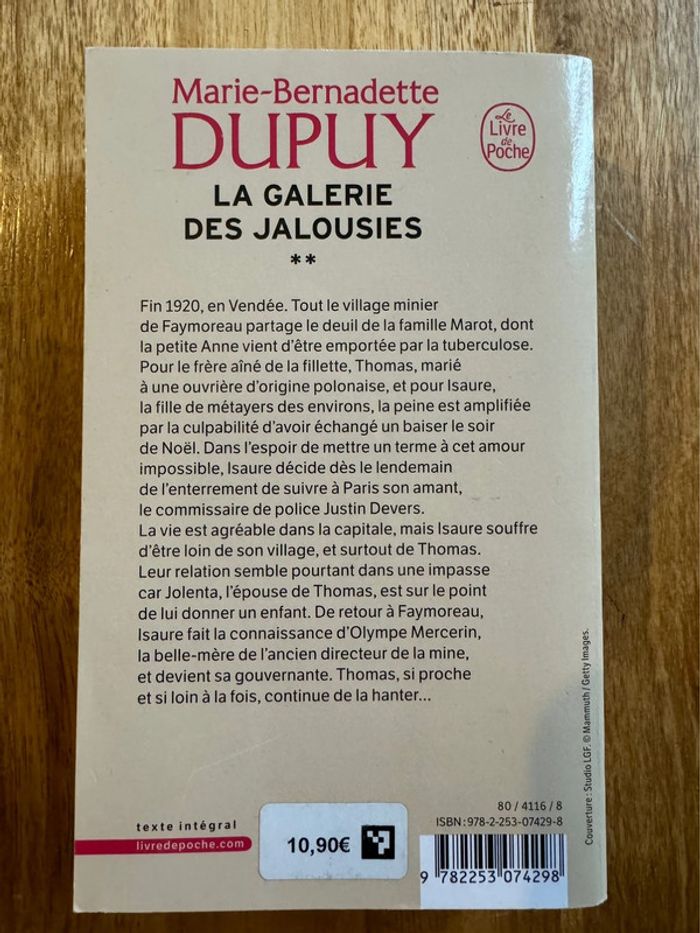 Marie-Bernadette
DUPUY
Le
Livre
de
Poche
LA GALERIE
DES JALOUSIES
**
Fin 1920, en Vendée. Tout le village minier
de Faymoreau partage le deuil de la famille Marot, dont
la petite Anne vient d'être emportée par la tuberculose.
Pour le frère aîné de la fillette, Thomas, marié
à une ouvrière d'origine polonaise, et pour Isaure,
la fille de métayers des environs, la peine est amplifiée
par la culpabilité d'avoir échangé un baiser le soir
de Noël. Dans l'espoir de mettre un terme à cet amour
impossible, Isaure décide dès le lendemain
de l'enterrement de suivre à Paris son amant,
le commissaire de police Justin Devers.
La vie est agréable dans la capitale, mais Isaure souffre
d'être loin de son village, et surtout de Thomas.
Leur relation semble pourtant dans une impasse
car Jolenta, l'épouse de Thomas, est sur le point
de lui donner un enfant. De retour à Faymoreau,
Isaure fait la connaissance d'Olympe Mercerin,
la belle-mère de l'ancien directeur de la mine,
et devient sa gouvernante. Thomas, si proche
et si loin à la fois, continue de la hanter...
Couverture : Studio LGF. © Mammuth / Getty Images.
texte intégral
livredepoche.com
10,90€
80 / 4116 / 8
ISBN : 978-2-253-07429-8
9 782253 074298